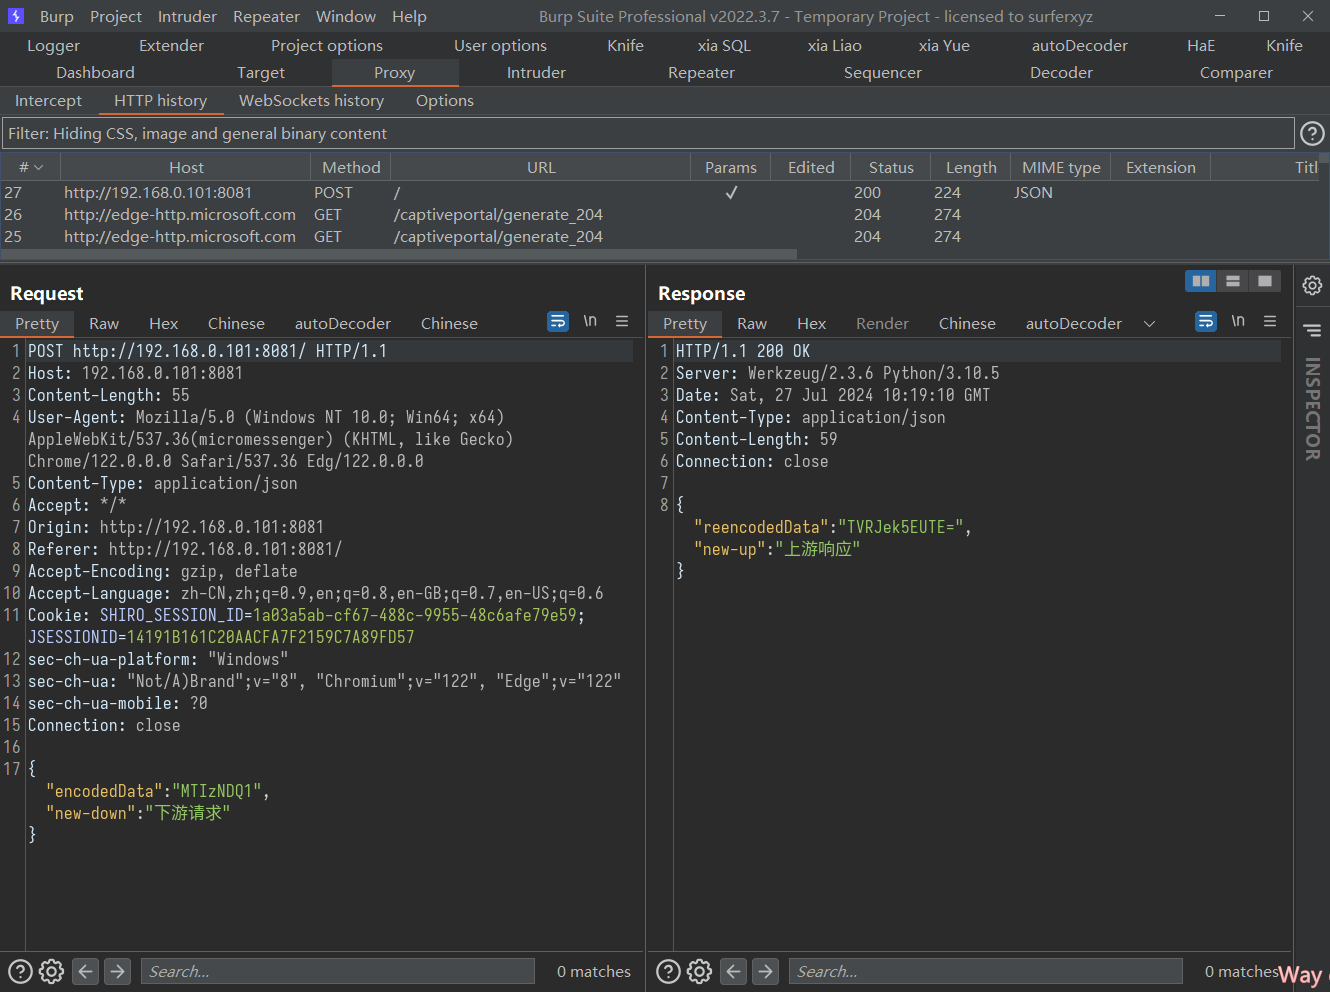 Burp Project Intruder Repeater Window Help Burp Suite Professional v2022.3.7 - Temporary Project - licensed to surferxyz
Logger Extender Project options User options Knife xia SQL xia Liao xia Yue autoDecoder HaE Knife
Dashboard Target Proxy Intruder Repeater Sequencer Decoder Comparer
Intercept HTTP history WebSockets history Options
Filter: Hiding CSS, image and general binary content
# Host Method URL Params Edited Status Length MIME type Extension Titl
27 http://192.168.0.101:8081 POST / ✓ 200 224 JSON
26 http://edge-http.microsoft.com GET /captiveportal/generate_204 204 274
25 http://edge-http.microsoft.com GET /captiveportal/generate_204 204 274
Request
Pretty Raw Hex Chinese autoDecoder Chinese \n
1 POST http://192.168.0.101:8081/ HTTP/1.1
2 Host: 192.168.0.101:8081
3 Content-Length: 55
4 User-Agent: Mozilla/5.0 (Windows NT 10.0; Win64; x64)
AppleWebKit/537.36(micromessenger) (KHTML, like Gecko)
Chrome/122.0.0.0 Safari/537.36 Edg/122.0.0.0
5 Content-Type: application/json
6 Accept: */*
7 Origin: http://192.168.0.101:8081
8 Referer: http://192.168.0.101:8081/
9 Accept-Encoding: gzip, deflate
10 Accept-Language: zh-CN,zh;q=0.9,en;q=0.8,en-GB;q=0.7,en-US;q=0.6
11 Cookie: SHIRO_SESSION_ID=1a03a5ab-cf67-488c-9955-48c6afe79e59;
JSESSIONID=14191B161C20AACFA7F2159C7A89FD57
12 sec-ch-ua-platform: "Windows"
13 sec-ch-ua: "Not/A)Brand";v="8", "Chromium";v="122", "Edge";v="122"
14 sec-ch-ua-mobile: ?0
15 Connection: close
16
17 {
"encodedData":"MTIzNDQ1",
"new-down":"下游请求"
}
Search... 0 matches
Response
Pretty Raw Hex Render Chinese autoDecoder \n
1 HTTP/1.1 200 OK
2 Server: Werkzeug/2.3.6 Python/3.10.5
3 Date: Sat, 27 Jul 2024 10:19:10 GMT
4 Content-Type: application/json
5 Content-Length: 59
6 Connection: close
7
8 {
"reencodedData":"TVRJek5EUTE=",
"new-up":"上游响应"
}
Search... 0 matches
INSPECTOR
Way